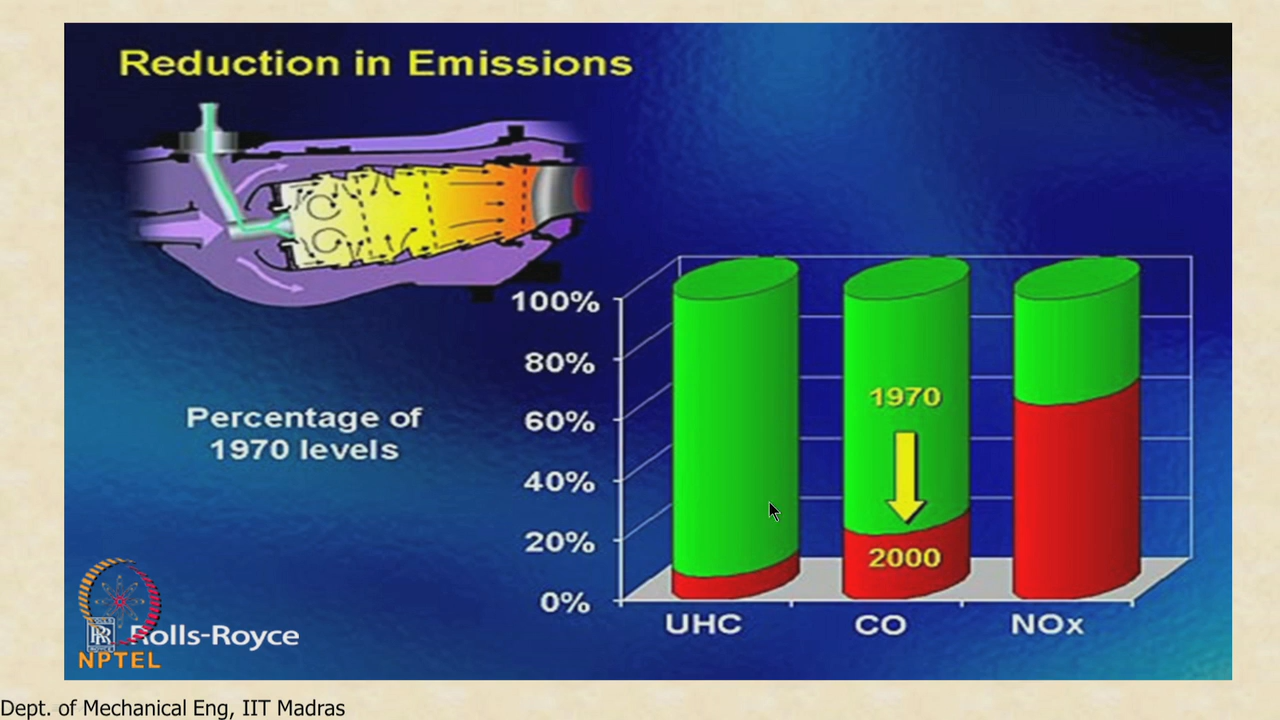 Reduction in Emissions
Percentage of
1970 levels
100%
80%
60%
40%
20%
0%
1970
2000
UHC
CO
NOx
RR
Rolls-Royce
NPTEL
Dept. of Mechanical Eng, IIT Madras